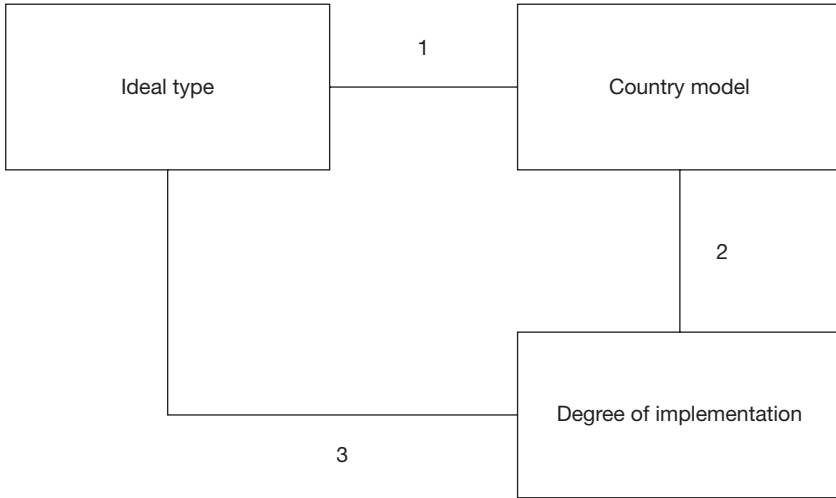 1
Ideal type
Country model
2
Degree of implementation
3